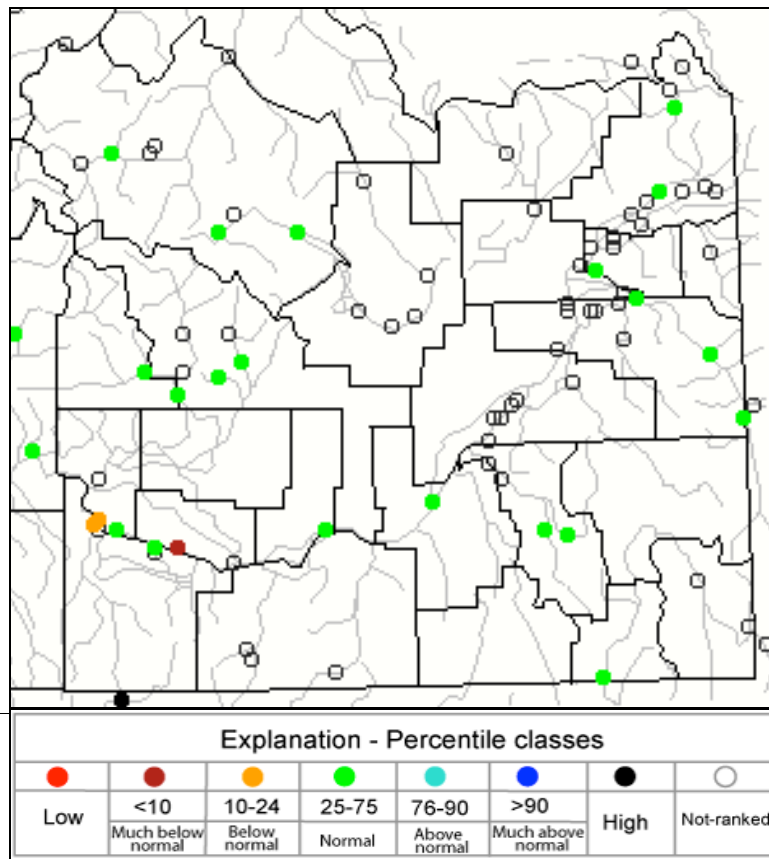 Explanation - Percentile classes
Low
<10
10-24
25-75
76-90
>90
High
Not-ranked
Much below
normal
Below
normal
Normal
Above
normal
Much above
normal